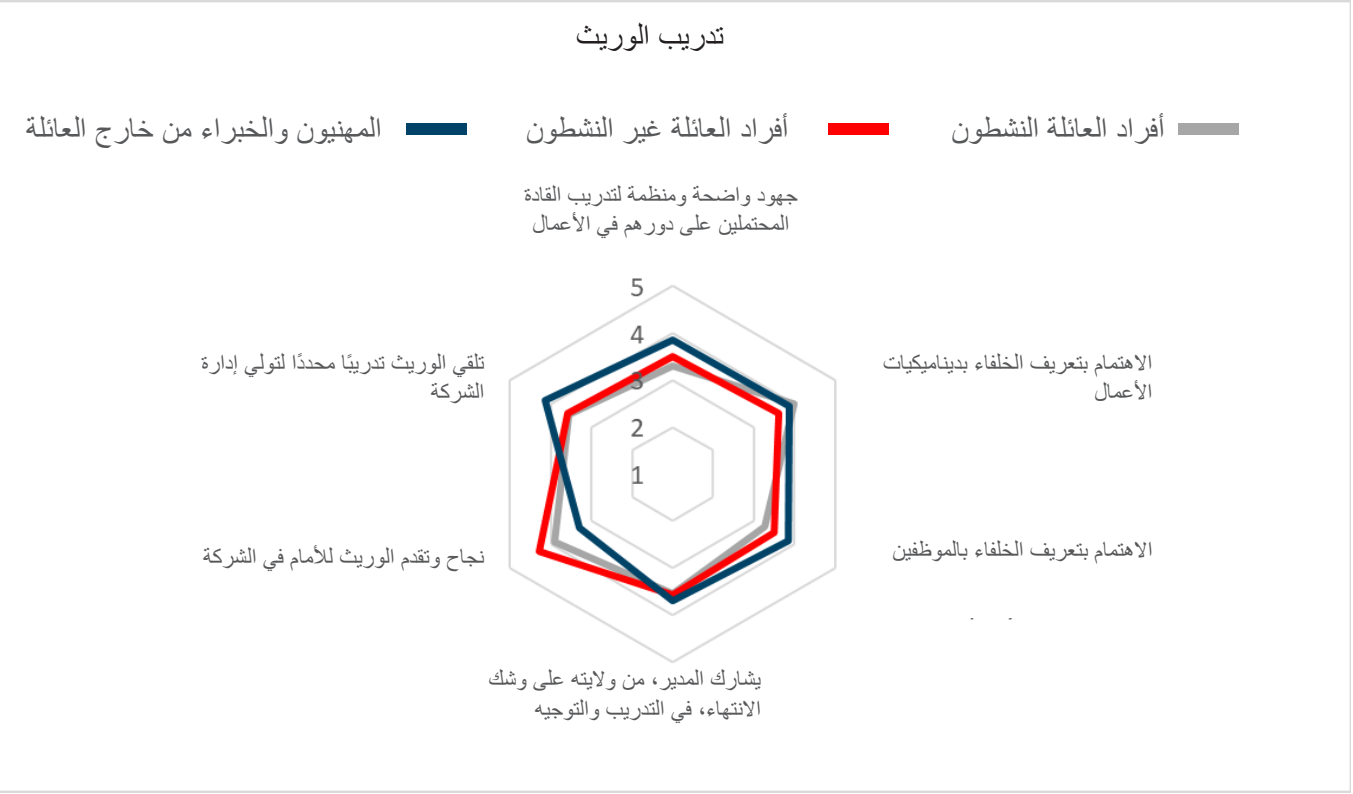 تدريب الوريث
أفراد العائلة النشطون
أفراد العائلة غير النشطون
المهنيون والخبراء من خارج العائلة
جهود واضحة ومنظمة لتدريب القادة
المحتملين على دورهم في الأعمال
5
4
3
2
1
الاهتمام بتعريف الخلفاء بديناميكيات
الأعمال
الاهتمام بتعريف الخلفاء بالموظفين
يشارك المدير، من ولايته على وشك
الانتهاء، في التدريب والتوجيه
نجاح وتقدم الوريث للأمام في الشركة
تلقي الوريث تدريبًا محددًا لتولي إدارة
الشركة